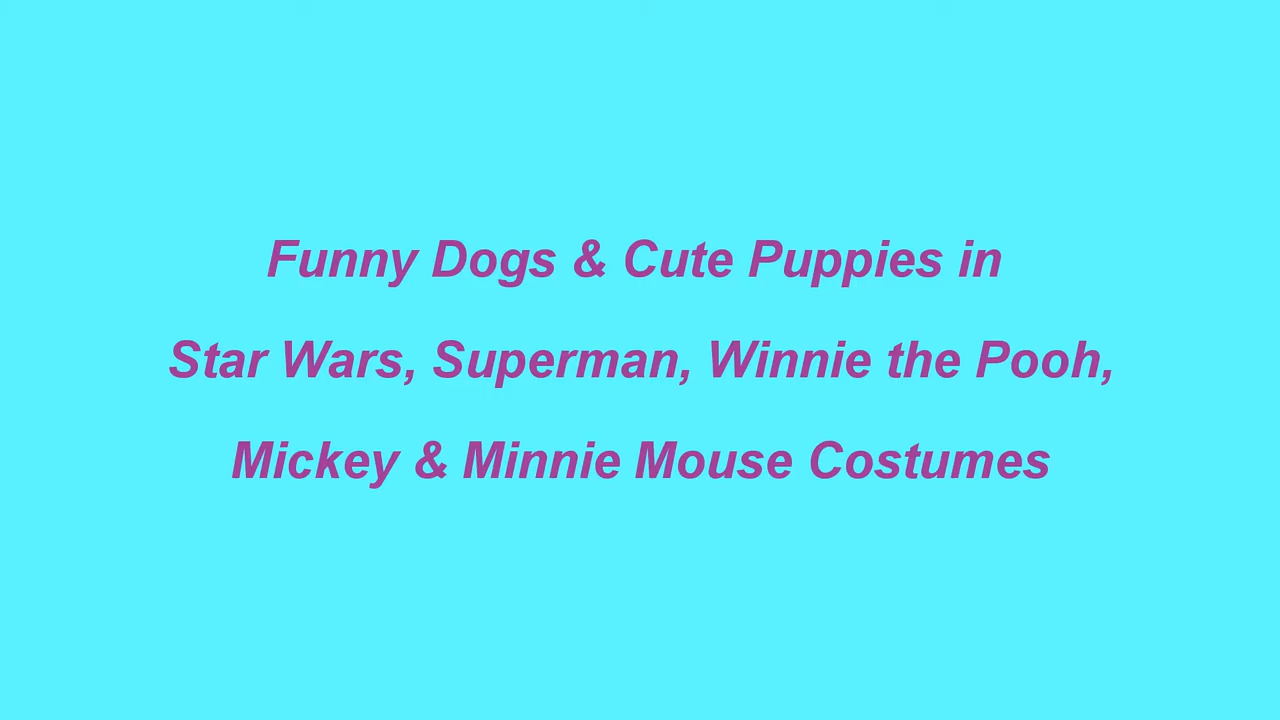 Funny Dogs & Cute Puppies in
Star Wars, Superman, Winnie the Pooh,
Mickey & Minnie Mouse Costumes